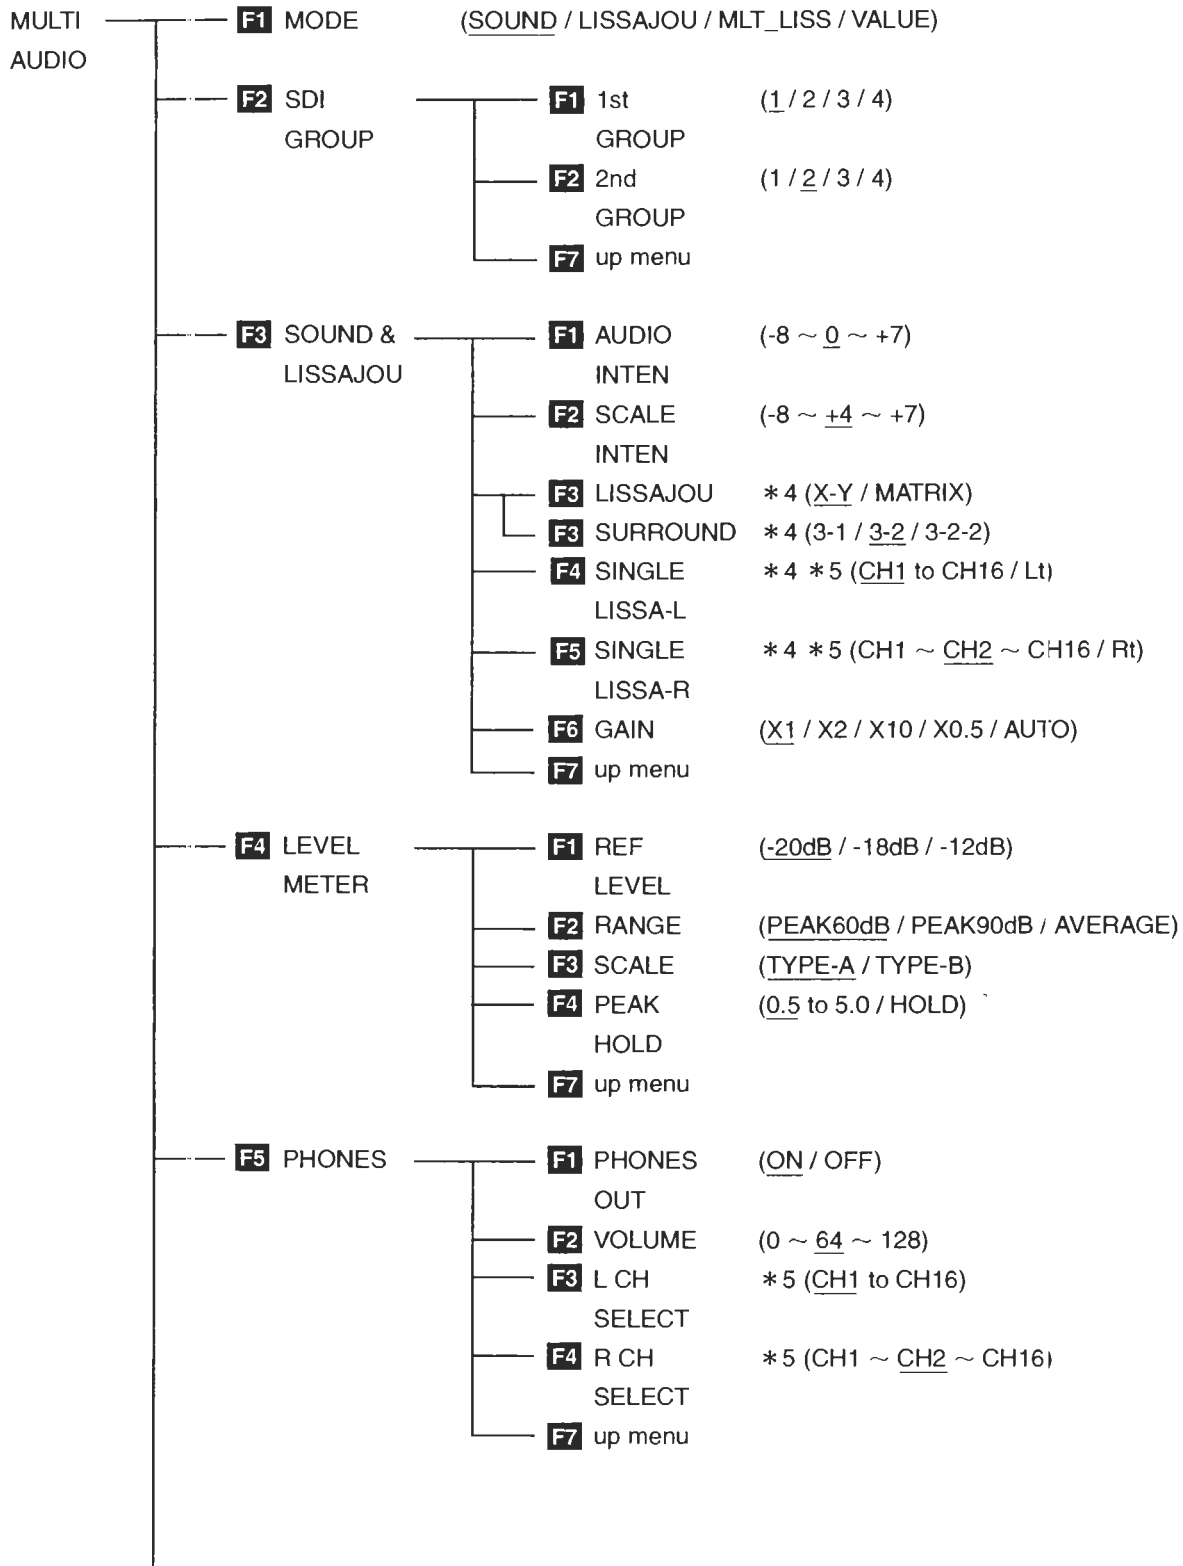 MULTI F1 MODE (SOUND / LISSAJOU / MLT_LISS / VALUE)
AUDIO
F2 SDI F1 1st (1 / 2 / 3 / 4)
GROUP GROUP
F2 2nd (1 / 2 / 3 / 4)
GROUP
F7 up menu
F3 SOUND & F1 AUDIO (-8 ~ 0 ~ +7)
LISSAJOU INTEN
F2 SCALE (-8 ~ +4 ~ +7)
INTEN
F3 LISSAJOU *4 (X-Y / MATRIX)
F3 SURROUND *4 (3-1 / 3-2 / 3-2-2)
F4 SINGLE *4 *5 (CH1 to CH16 / Lt)
LISSA-L
F5 SINGLE *4 *5 (CH1 ~ CH2 ~ CH16 / Rt)
LISSA-R
F6 GAIN (X1 / X2 / X10 / X0.5 / AUTO)
F7 up menu
F4 LEVEL F1 REF (-20dB / -18dB / -12dB)
METER LEVEL
F2 RANGE (PEAK60dB / PEAK90dB / AVERAGE)
F3 SCALE (TYPE-A / TYPE-B)
F4 PEAK (0.5 to 5.0 / HOLD)
HOLD
F7 up menu
F5 PHONES F1 PHONES (ON / OFF)
OUT
F2 VOLUME (0 ~ 64 ~ 128)
F3 L CH *5 (CH1 to CH16)
SELECT
F4 R CH *5 (CH1 ~ CH2 ~ CH16)
SELECT
F7 up menu